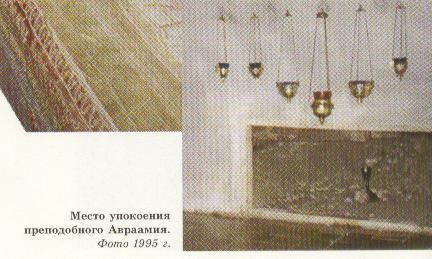 Место упокоения
преподобного Авраамия.
Фото 1995 г.